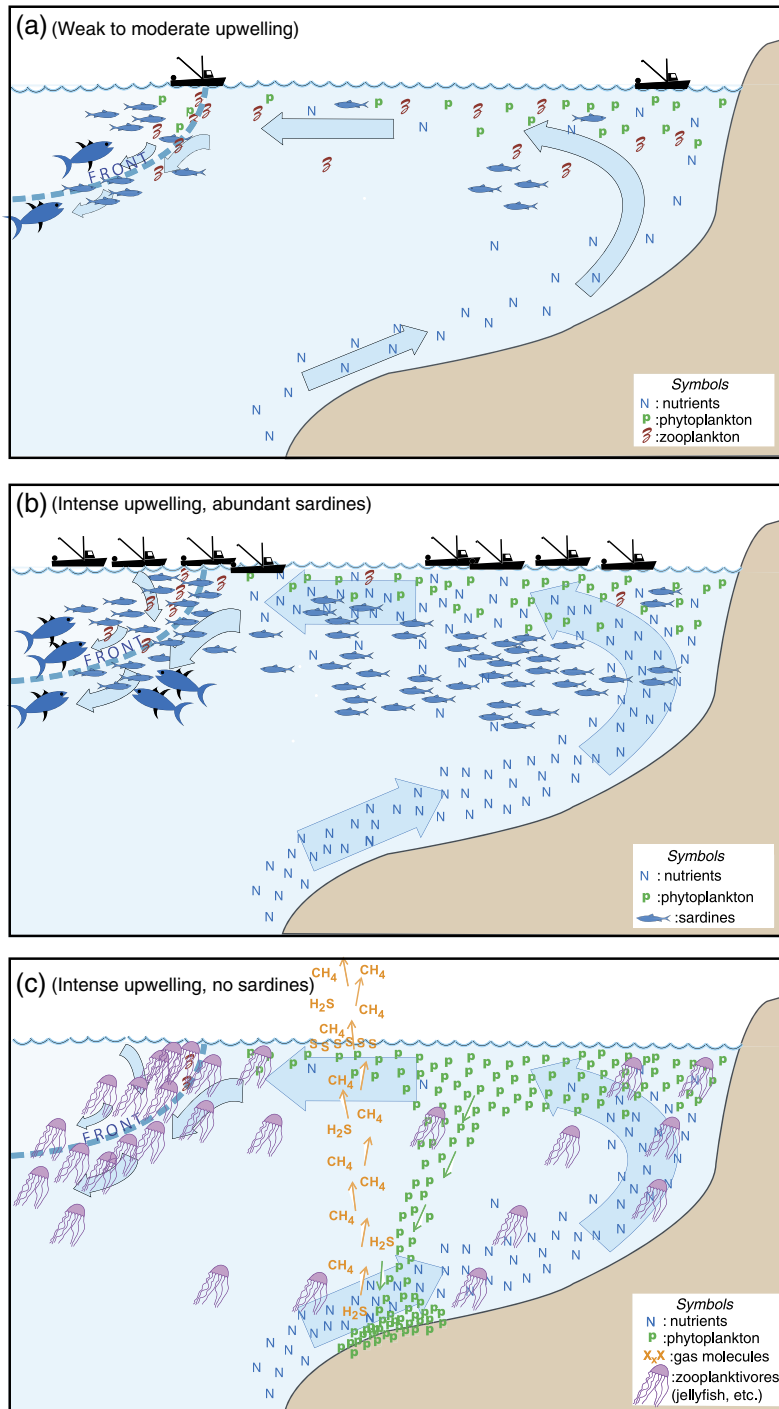 (a) (Weak to moderate upwelling)
FRONT
Symbols
N : nutrients
p :phytoplankton
:zooplankton
(b) (Intense upwelling, abundant sardines)
FRONT
Symbols
N : nutrients
p : phytoplankton
:sardines
(c) (Intense upwelling, no sardines)
CH₄ CH₄
H₂S CH₄
CH₄
S S S S S S
CH₄
CH₄
H₂S
FRONT
CH₄
CH₄
CH₄
H₂S
CH₄
H₂S
Symbols
N : nutrients
p : phytoplankton
XₓX :gas molecules
:zooplanktivores
(jellyfish, etc.)